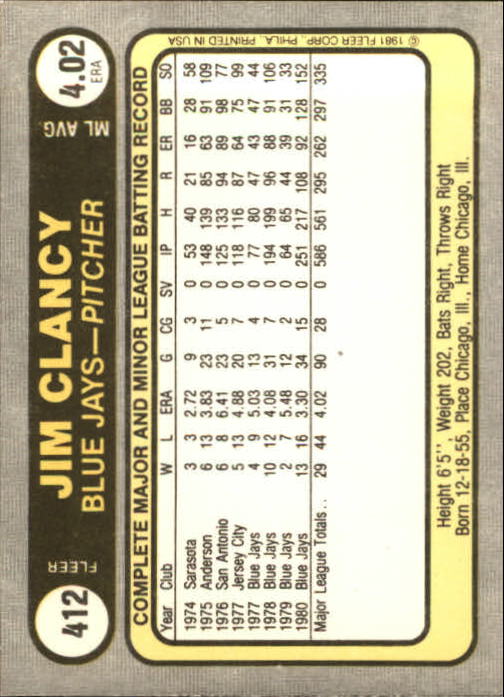 412
FLEER
JIM CLANCY
BLUE JAYS—PITCHER
ML AVG.
4.02
ERA
COMPLETE MAJOR AND MINOR LEAGUE BATTING RECORD
Year Club W L ERA G CG SV IP H R ER BB SO
1974 Sarasota 3 3 2.72 9 3 0 53 40 21 16 28 58
1975 Anderson 6 13 3.83 23 11 0 148 139 85 63 91 109
1976 San Antonio 6 8 6.41 23 5 0 125 133 94 89 98 77
1977 Jersey City 5 13 4.88 20 7 0 118 116 87 64 75 99
1977 Blue Jays 4 9 5.03 13 4 0 77 80 47 43 47 44
1978 Blue Jays 10 12 4.08 31 7 0 194 199 96 88 91 106
1979 Blue Jays 2 7 5.48 12 2 0 64 65 44 39 31 33
1980 Blue Jays 13 16 3.30 34 15 0 251 217 108 92 128 152
Major League Totals .. 29 44 4.02 90 28 0 586 561 295 262 297 335
Height 6'5", Weight 202, Bats Right, Throws Right
Born 12-18-55, Place Chicago, Ill., Home Chicago, Ill.
© 1981 FLEER CORP., PHILA., PRINTED IN USA